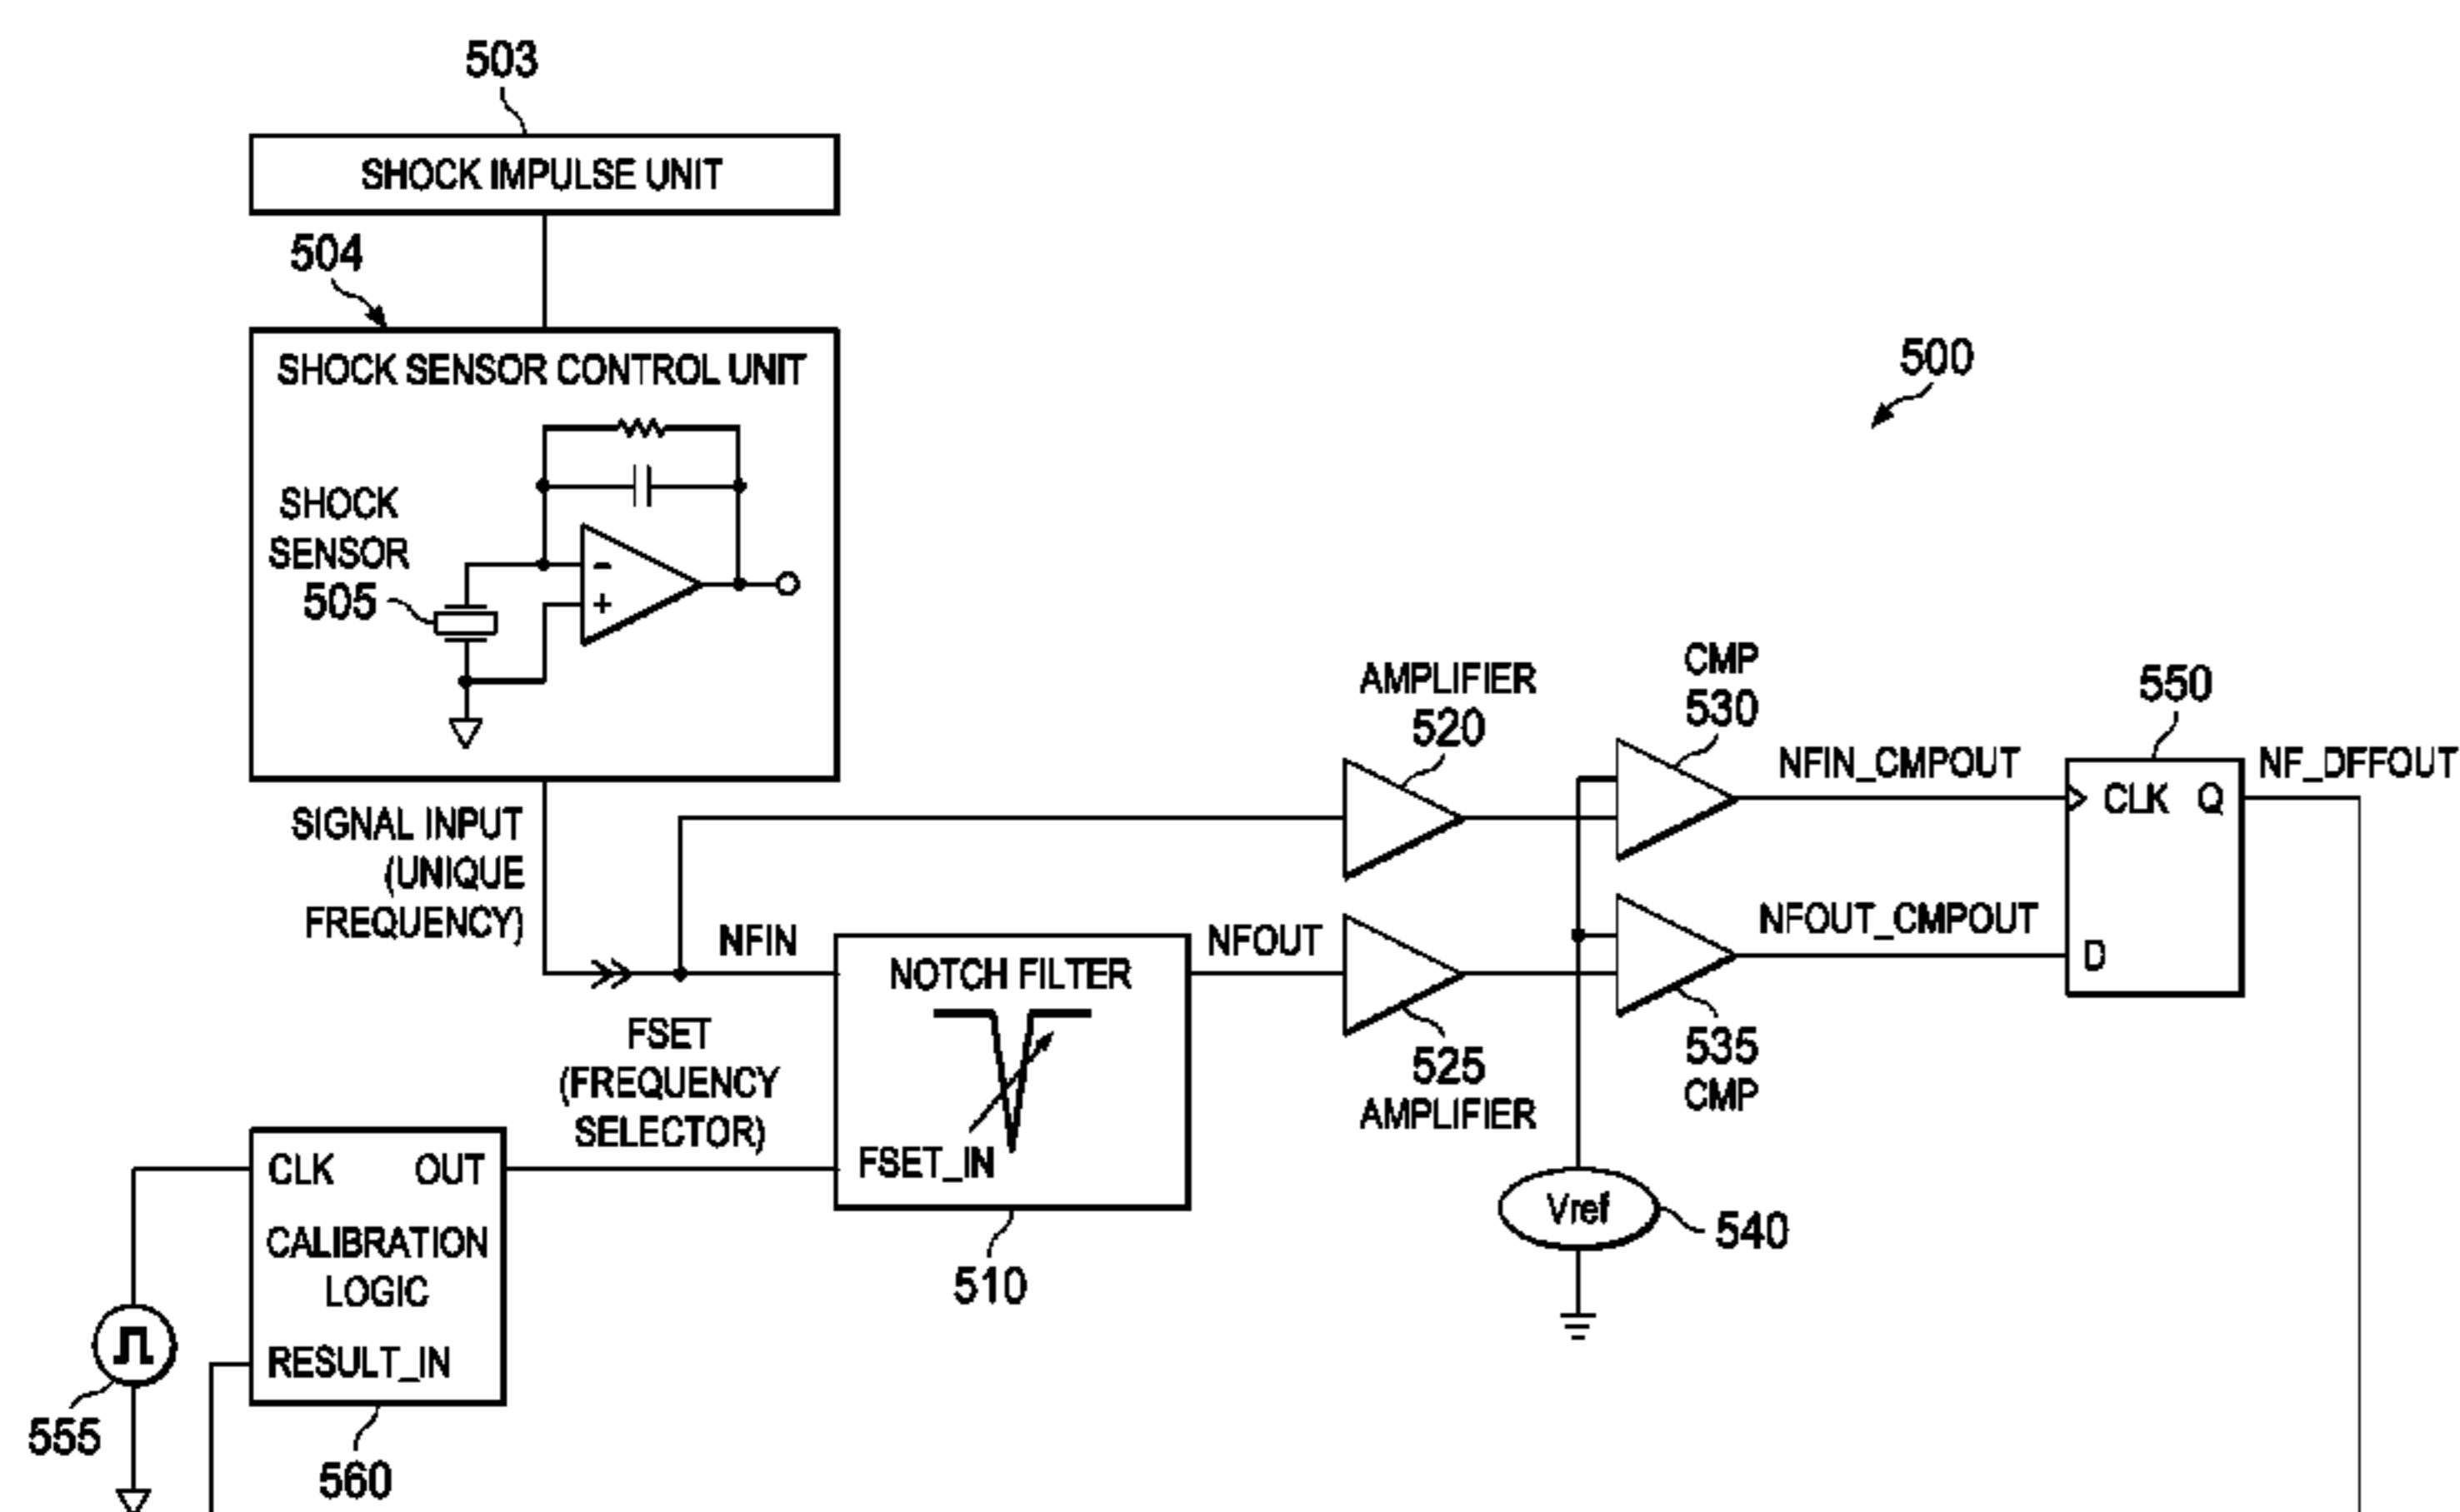 503
SHOCK IMPULSE UNIT
504
SHOCK SENSOR CONTROL UNIT
SHOCK
SENSOR
505
-
+
500
SIGNAL INPUT
(UNIQUE
FREQUENCY)
NFIN
NOTCH FILTER
FSET_IN
510
NFOUT
AMPLIFIER
520
525
AMPLIFIER
CMP
530
535
CMP
Vref
540
NFIN_CMPOUT
NFOUT_CMPOUT
550
CLK Q
D
NF_DFFOUT
FSET
(FREQUENCY
SELECTOR)
CLK OUT
CALIBRATION
LOGIC
RESULT_IN
555
560